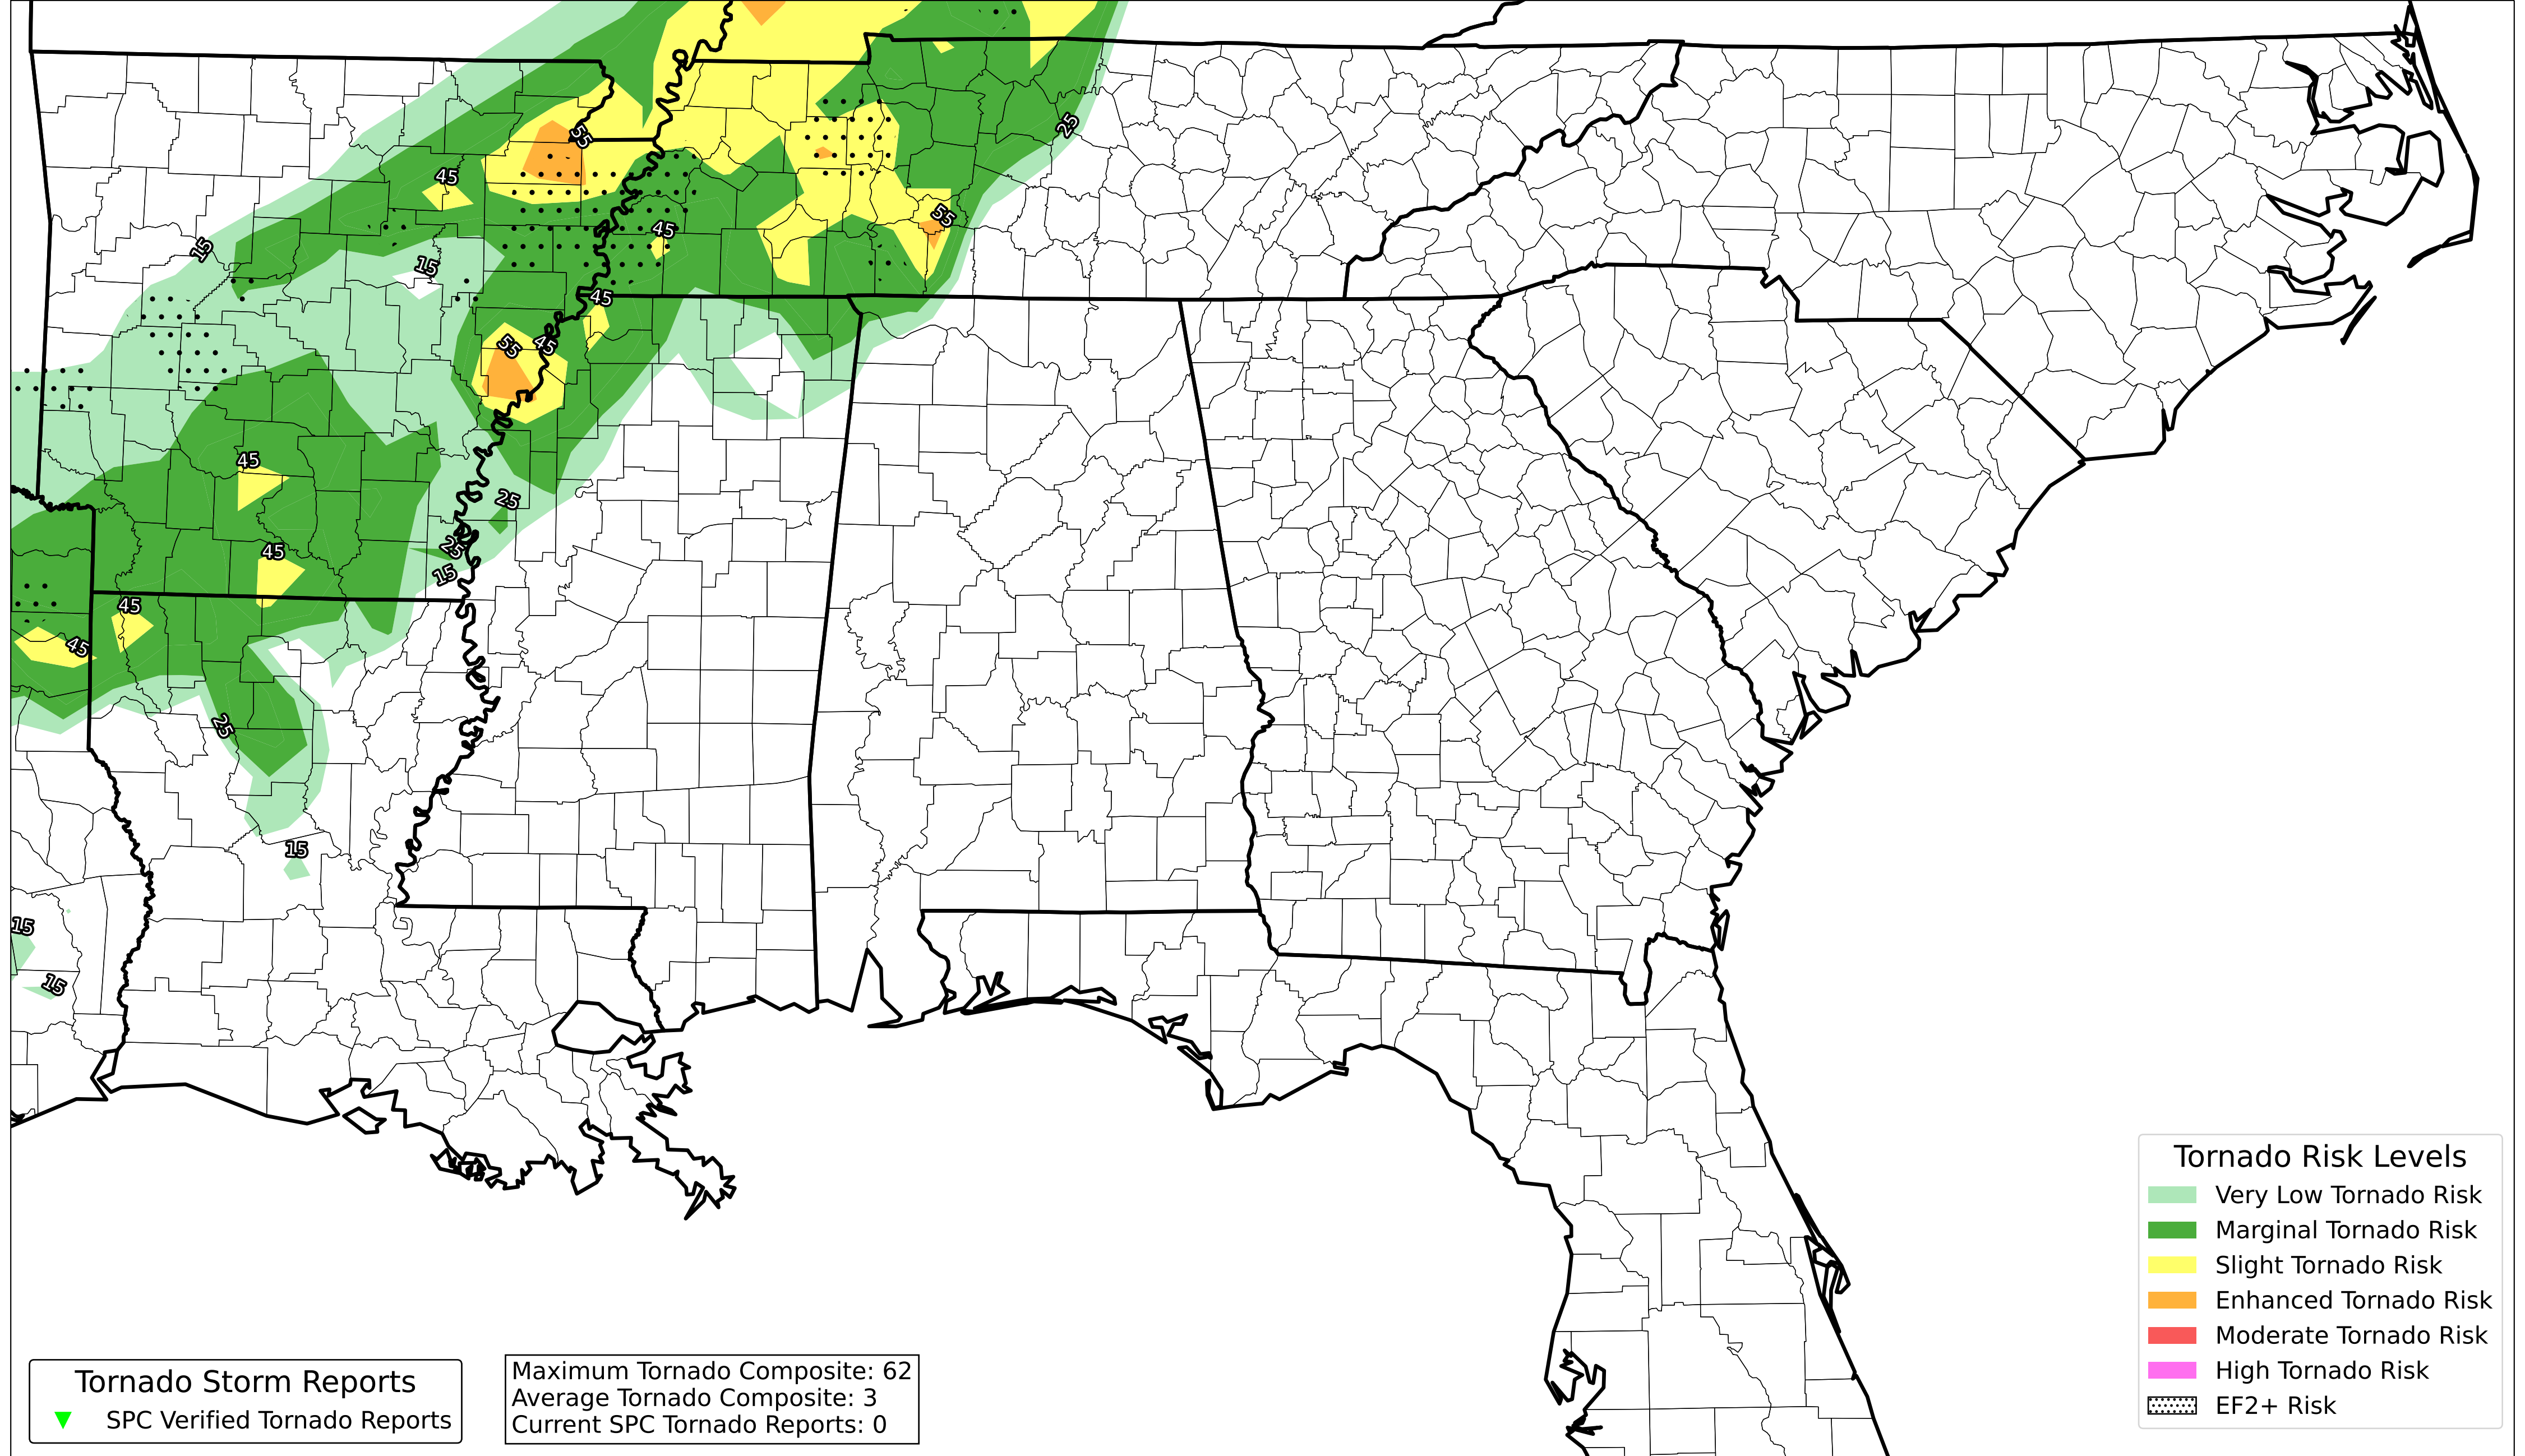 55
45
25
15
15
45
55
45
45
55
45
25
25
15
45
45
45
45
25
15
15
15
Tornado Risk Levels
Very Low Tornado Risk
Marginal Tornado Risk
Slight Tornado Risk
Enhanced Tornado Risk
Moderate Tornado Risk
High Tornado Risk
EF2+ Risk
Tornado Storm Reports
SPC Verified Tornado Reports
Maximum Tornado Composite: 62
Average Tornado Composite: 3
Current SPC Tornado Reports: 0